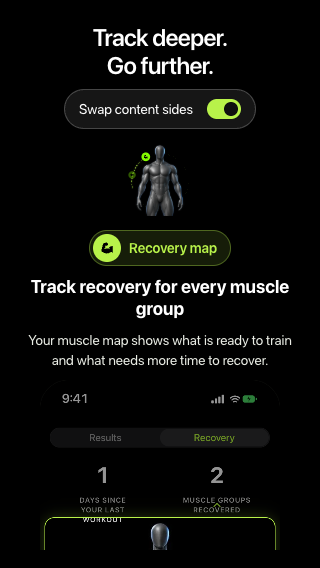 Track deeper.
Go further.
Swap content sides
Recovery map
Track recovery for every muscle
group
Your muscle map shows what is ready to train
and what needs more time to recover.
9:41
Results
Recovery
1
2
DAYS SINCE
YOUR LAST
WORKOUT
MUSCLE GROUPS
RECOVERED